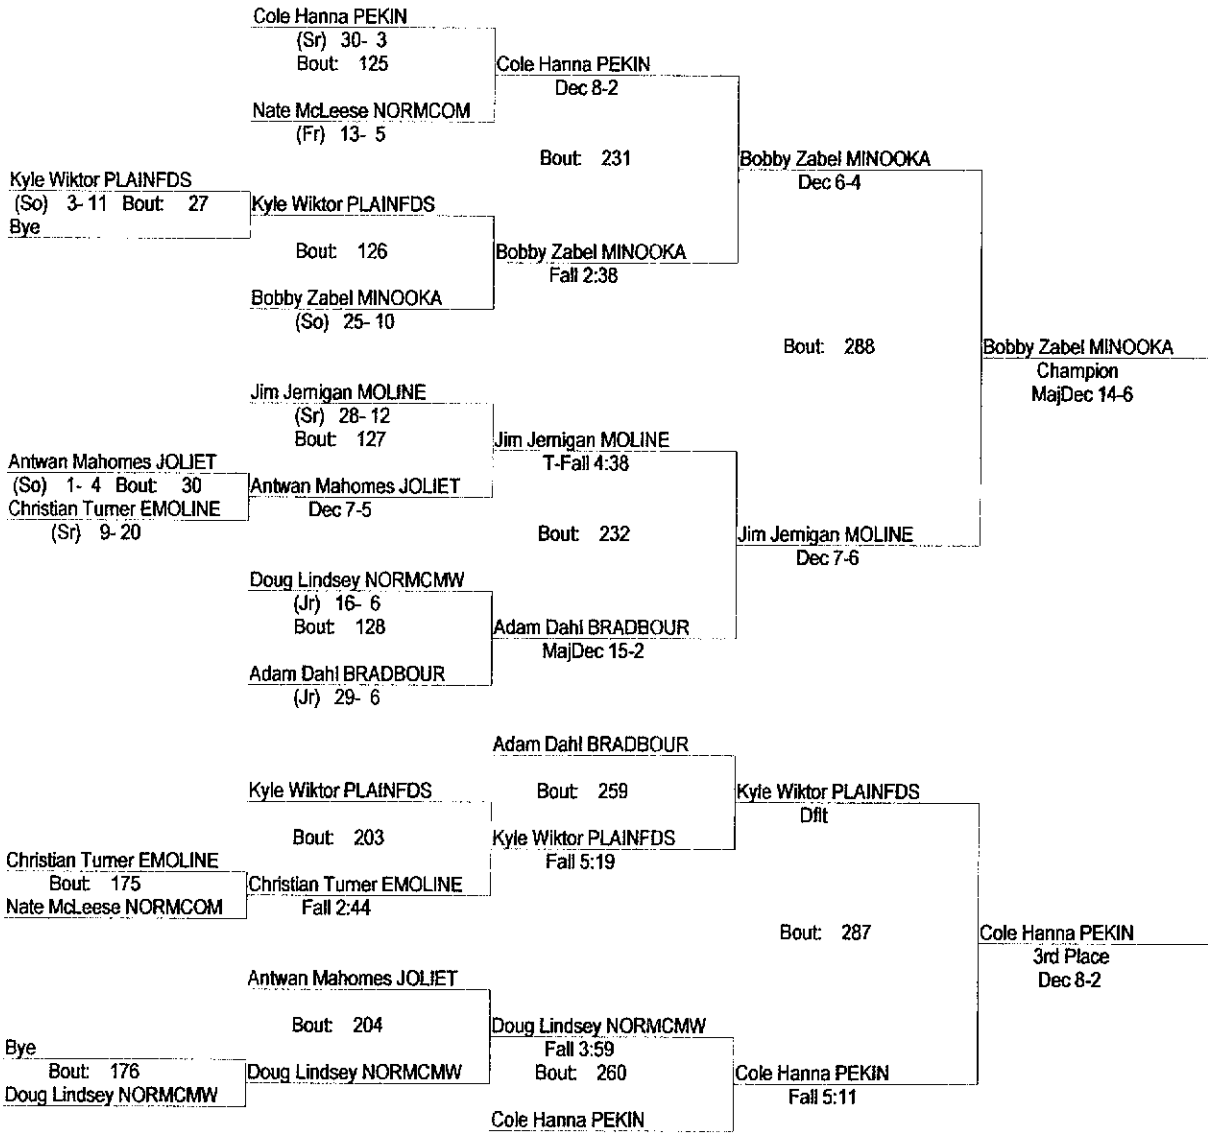 Cole Hanna PEKIN
(Sr) 30- 3
Bout: 125
Cole Hanna PEKIN
Dec 8-2
Nate McLeese NORMCOM
(Fr) 13- 5
Bout: 231
Bobby Zabel MINOOKA
Dec 6-4
Kyle Wiktor PLAINFDS
(So) 3- 11 Bout: 27
Bye
Kyle Wiktor PLAINFDS
Bout: 126
Bobby Zabel MINOOKA
Fall 2:38
Bobby Zabel MINOOKA
(So) 25- 10
Bout: 288
Bobby Zabel MINOOKA
Champion
MajDec 14-6
Jim Jernigan MOLINE
(Sr) 28- 12
Bout: 127
Jim Jernigan MOLINE
T-Fall 4:38
Antwan Mahomes JOLIET
(So) 1- 4 Bout: 30
Christian Turner EMOLINE
(Sr) 9- 20
Antwan Mahomes JOLIET
Dec 7-5
Bout: 232
Jim Jernigan MOLINE
Dec 7-6
Doug Lindsey NORMCMW
(Jr) 16- 6
Bout: 128
Adam Dahl BRADBOUR
MajDec 15-2
Adam Dahl BRADBOUR
(Jr) 29- 6
Adam Dahl BRADBOUR
Bout: 259
Kyle Wiktor PLAINFDS
Dflt
Kyle Wiktor PLAINFDS
Bout: 203
Kyle Wiktor PLAINFDS
Fall 5:19
Christian Turner EMOLINE
Bout: 175
Nate McLeese NORMCOM
Christian Turner EMOLINE
Fall 2:44
Bout: 287
Cole Hanna PEKIN
3rd Place
Dec 8-2
Antwan Mahomes JOLIET
Bout: 204
Doug Lindsey NORMCMW
Fall 3:59
Bout: 260
Bye
Bout: 176
Doug Lindsey NORMCMW
Doug Lindsey NORMCMW
Cole Hanna PEKIN
Fall 5:11
Cole Hanna PEKIN